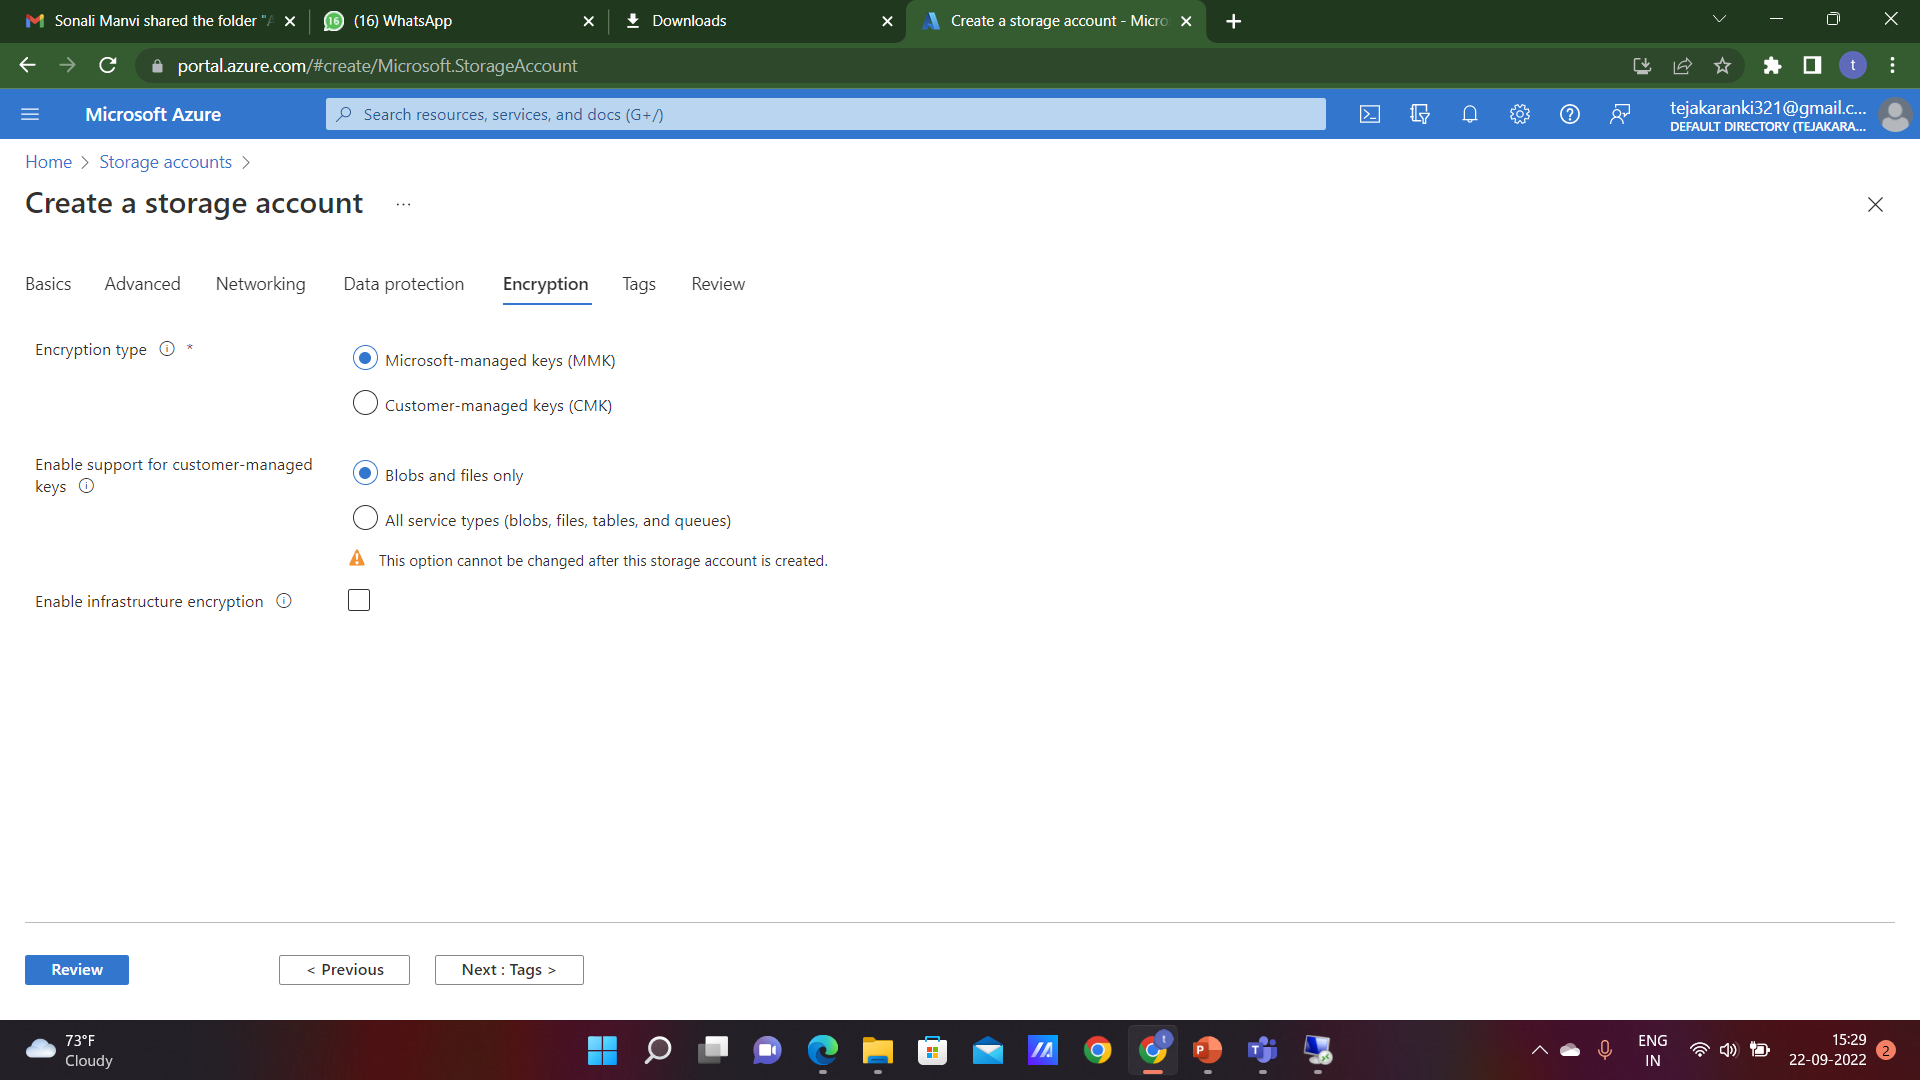 Sonali Manvi shared the folder "A
(16) WhatsApp
Downloads
Create a storage account - Micro
16
portal.azure.com/#create/Microsoft.StorageAccount
t
Microsoft Azure
Search resources, services, and docs (G+/)
tejakaranki321@gmail.c...
DEFAULT DIRECTORY (TEJAKARA...
Home > Storage accounts >
Create a storage account ...
Basics Advanced Networking Data protection Encryption Tags Review
Encryption type *
Microsoft-managed keys (MMK)
Customer-managed keys (CMK)
Enable support for customer-managed
keys
Blobs and files only
All service types (blobs, files, tables, and queues)
This option cannot be changed after this storage account is created.
Enable infrastructure encryption
Review
< Previous
Next : Tags >
73°F
Cloudy
t
ENG
IN
15:29
22-09-2022
2